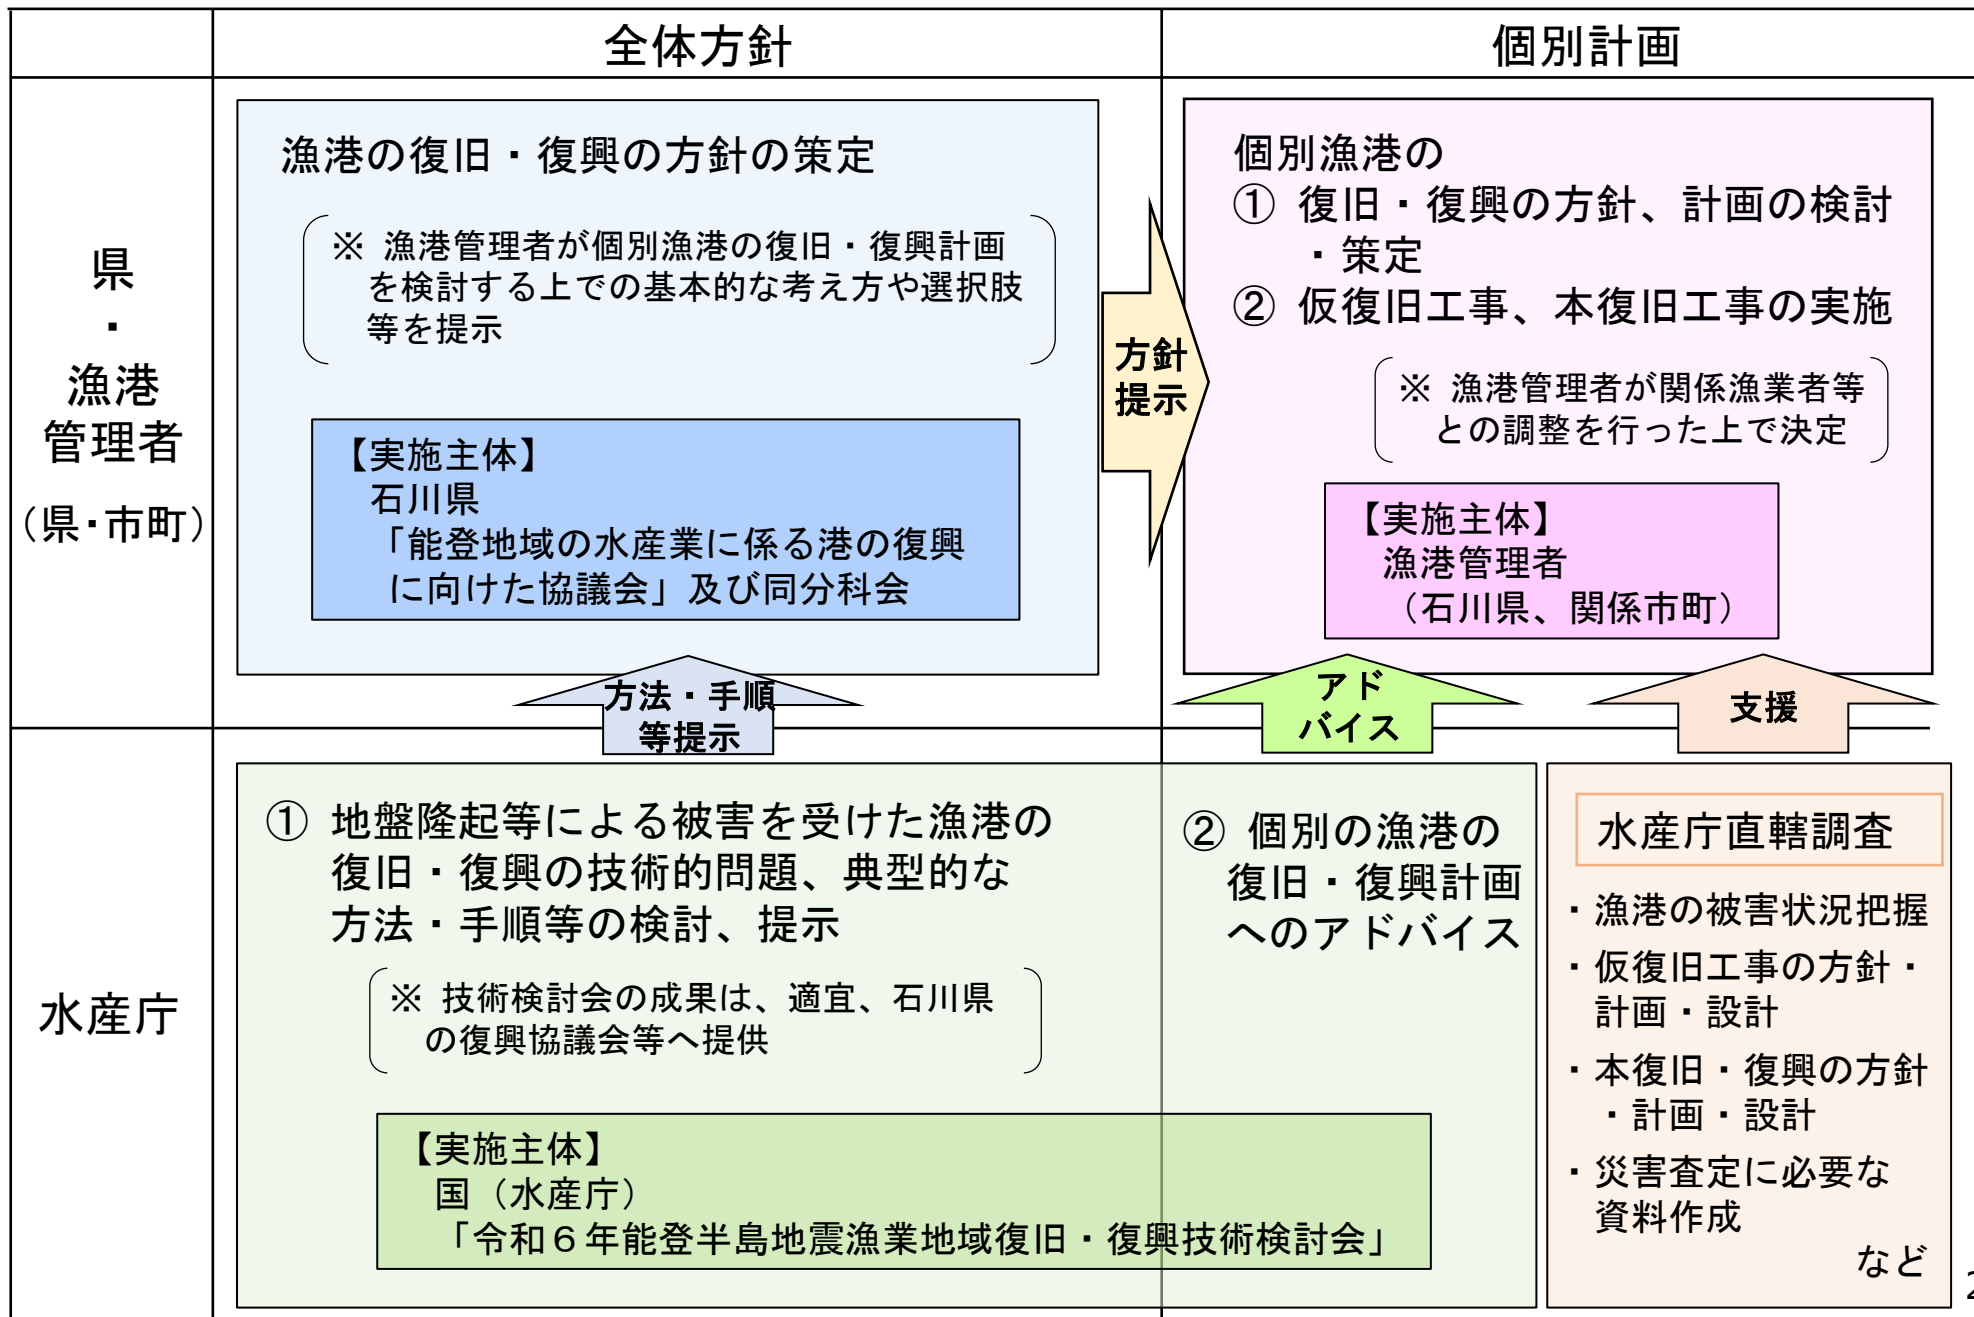 全体方針
個別計画
県
・
漁港
管理者
（県・市町）
漁港の復旧・復興の方針の策定
※ 漁港管理者が個別漁港の復旧・復興計画
を検討する上での基本的な考え方や選択肢
等を提示
【実施主体】
石川県
「能登地域の水産業に係る港の復興
に向けた協議会」及び同分科会
方針
提示
個別漁港の
① 復旧・復興の方針、計画の検討
・策定
② 仮復旧工事、本復旧工事の実施
※ 漁港管理者が関係漁業者等
との調整を行った上で決定
【実施主体】
漁港管理者
（石川県、関係市町）
方法・手順
等提示
アド
バイス
支援
水産庁
① 地盤隆起等による被害を受けた漁港の
復旧・復興の技術的問題、典型的な
方法・手順等の検討、提示
※ 技術検討会の成果は、適宜、石川県
の復興協議会等へ提供
② 個別の漁港の
復旧・復興計画
へのアドバイス
【実施主体】
国（水産庁）
「令和６年能登半島地震漁業地域復旧・復興技術検討会」
水産庁直轄調査
・漁港の被害状況把握
・仮復旧工事の方針・
計画・設計
・本復旧・復興の方針
・計画・設計
・災害査定に必要な
資料作成
など